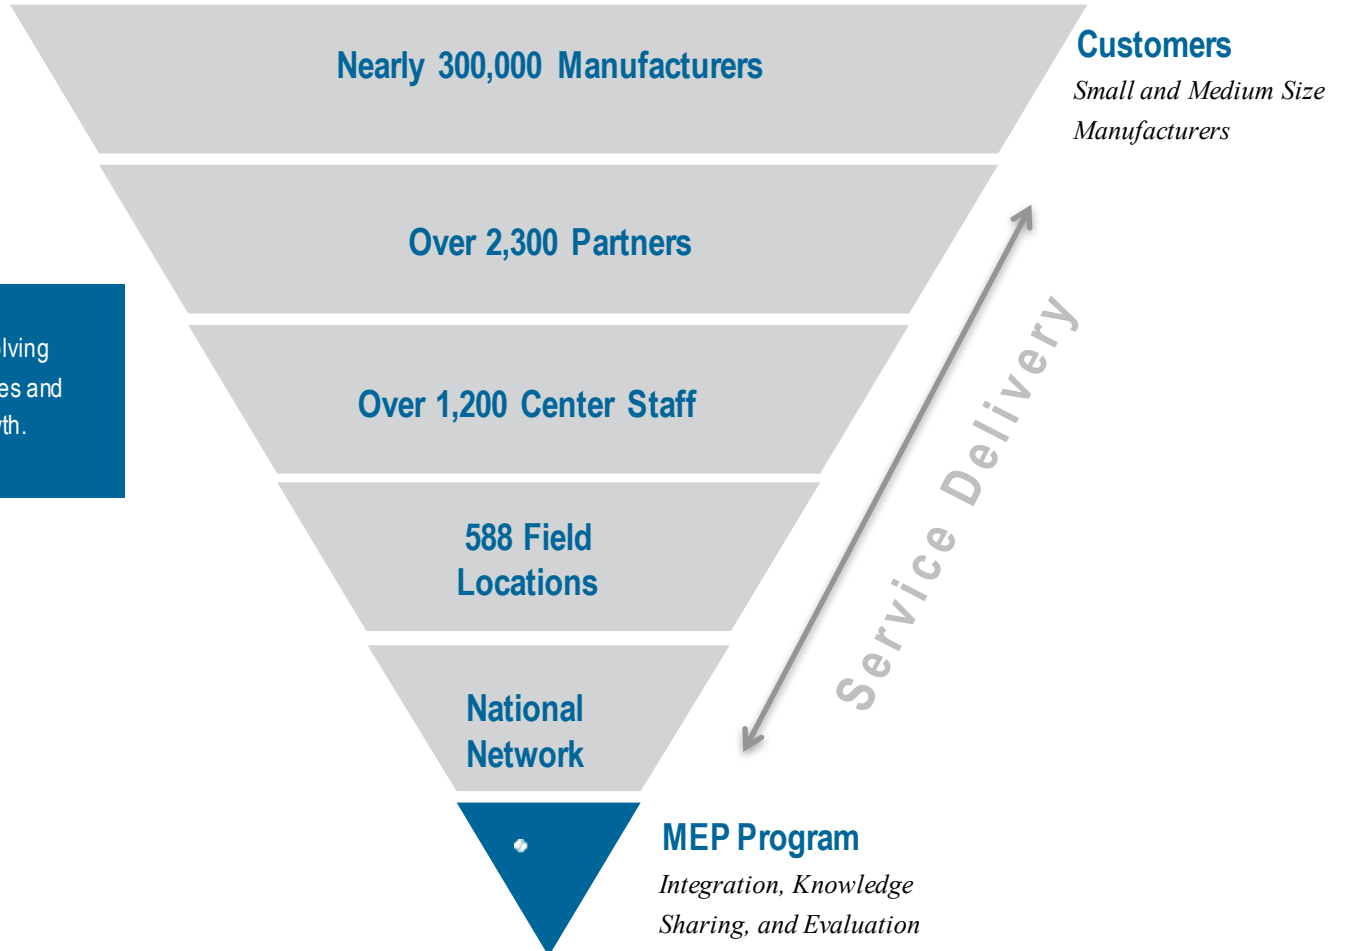 Nearly 300,000 Manufacturers
Customers
Small and Medium Size
Manufacturers
Over 2,300 Partners
Over 1,200 Center Staff
and
588 Field
Locations
Service Delivery
National
Network
MEP Program
Integration, Knowledge
Sharing, and Evaluation